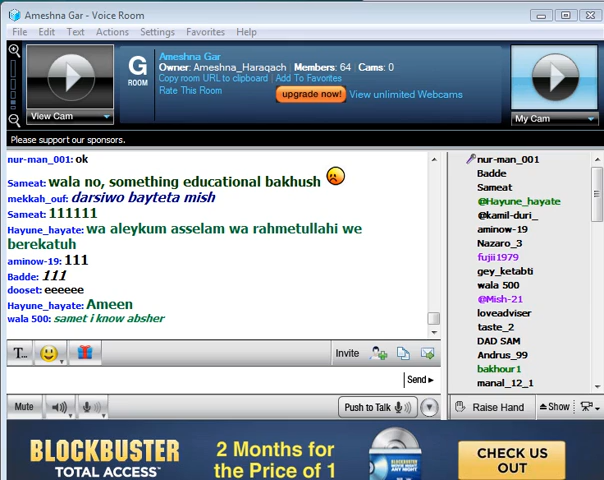 Ameshna Gar - Voice Room
File Edit Text Actions Settings Favorites Help
Ameshna Gar
Owner: Ameshna_Haraqach | Members: 64 | Cams: 0
Copy room URL to clipboard | Add To Favorites
Rate This Room
upgrade now! View unlimited Webcams
G
ROOM
View Cam
My Cam
Please support our sponsors.
nur-man_001: ok
Sameat: wala no, something educational bakhush
mekkah_ouf: darsiwo bayteta mish
Sameat: 111111
Hayune_hayate: wa aleykum asselam wa rahmetullahi we
berekatuh
aminow-19: 111
Badde: 111
dooset: eeeeee
Hayune_hayate: Ameen
wala 500: samet i know absher
nur-man_001
Badde
Sameat
@Hayune_hayate
@kamil-duri_
aminow-19
Nazaro_3
fujii1979
gey_ketabti
wala 500
@Mish-21
loveadviser
taste_2
DAD SAM
Andrus_99
bakhour1
manal_12_1
T... Invite
Send
Mute Push to Talk Raise Hand Show
BLOCKBUSTER
TOTAL ACCESS™
2 Months for
the Price of 1
CHECK US
OUT